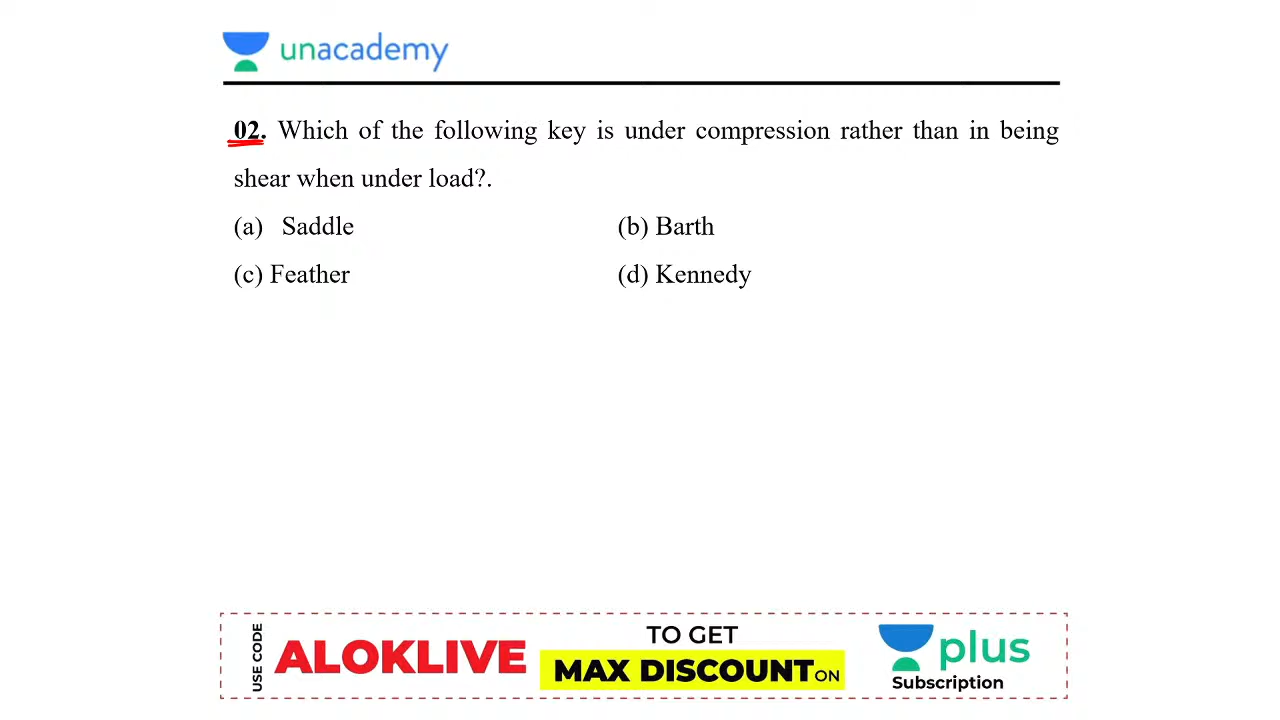 unacademy
02. Which of the following key is under compression rather than in being
shear when under load?.
(a) Saddle (b) Barth
(c) Feather (d) Kennedy
USE CODE
ALOKLIVE
TO GET
MAX DISCOUNT ON
plus
Subscription